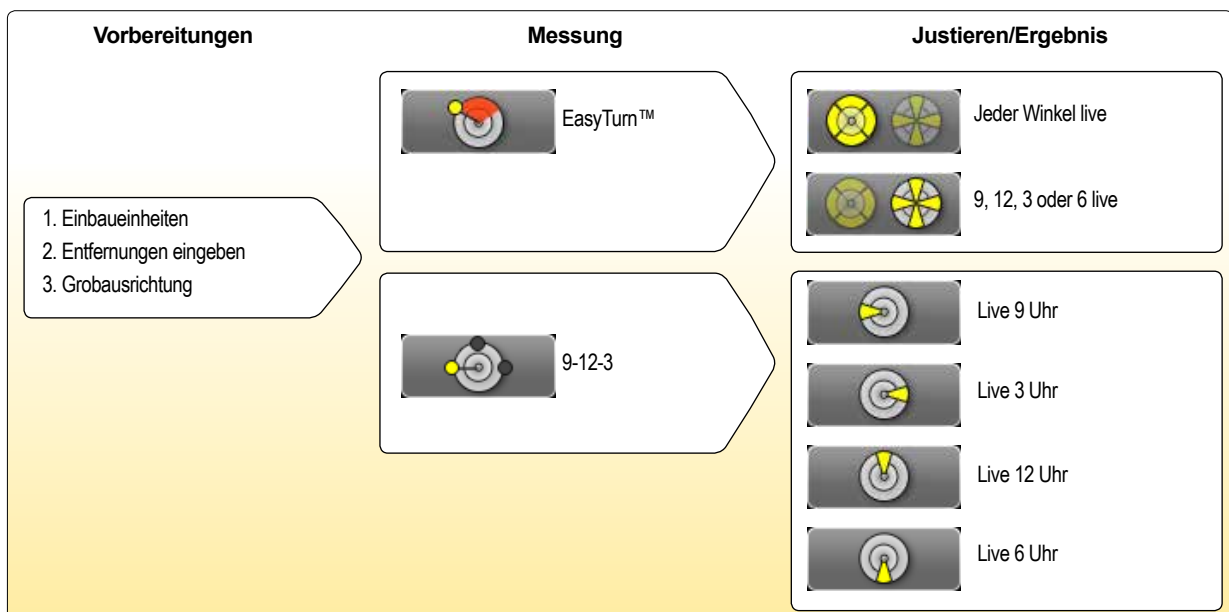 Vorbereitungen
Messung
Justieren/Ergebnis
1. Einbaueinheiten
2. Entfernungen eingeben
3. Grobausrichtung
EasyTurn™
Jeder Winkel live
9, 12, 3 oder 6 live
9-12-3
Live 9 Uhr
Live 3 Uhr
Live 12 Uhr
Live 6 Uhr